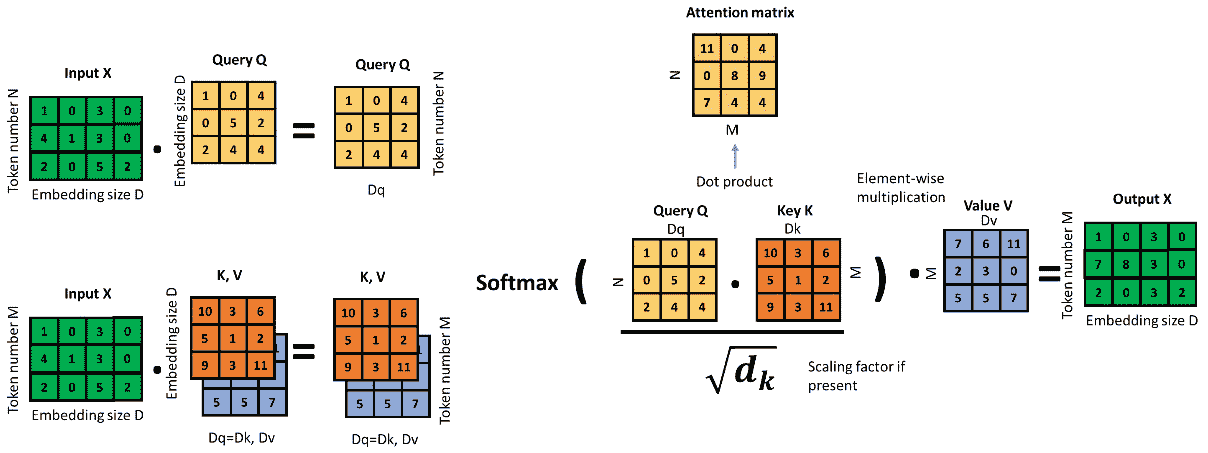 Input X
Token number N
1 0 3 0
4 1 3 0
2 0 5 2
Embedding size D
.
Query Q
Embedding size D
1 0 4
0 5 2
2 4 4
=
Query Q
1 0 4
0 5 2
2 4 4
Token number N
Dq
Input X
Token number M
1 0 3 0
4 1 3 0
2 0 5 2
Embedding size D
.
K, V
Embedding size D
10 3 6
5 1 2
9 3 11
5 5 7
Dq=Dk, Dv
=
K, V
10 3 6
5 1 2
9 3 11
5 5 7
Token number M
Dq=Dk, Dv
Attention matrix
N
11 0 4
0 8 9
7 4 4
M
Dot product
Softmax
(
Query Q
Dq
N
1 0 4
0 5 2
2 4 4
.
Key K
Dk
10 3 6
5 1 2
9 3 11
M
)
√dk
Scaling factor if
present
Element-wise
multiplication
.
Value V
Dv
M
7 6 11
2 3 0
5 5 7
=
Output X
Token number M
1 0 3 0
7 8 3 0
2 0 3 2
Embedding size D